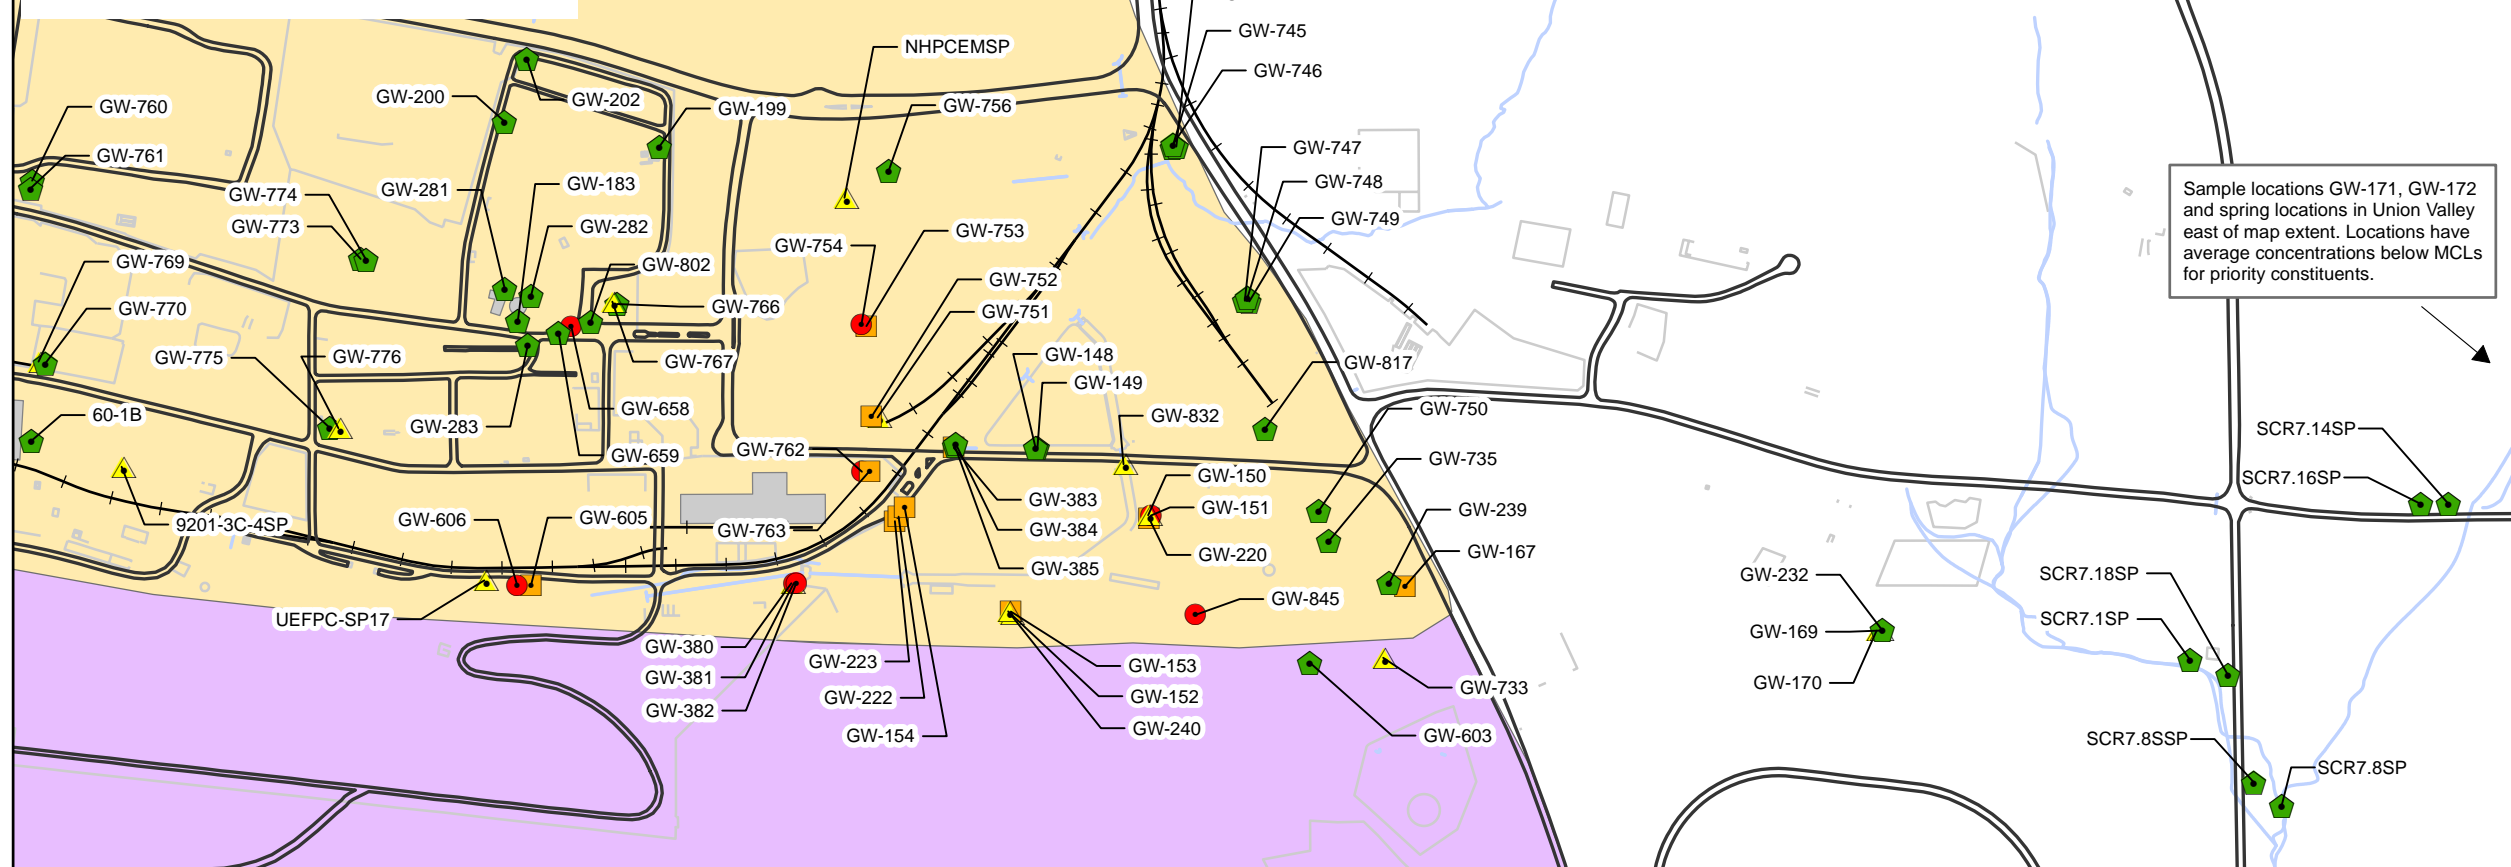 GW-745
NHPCEMSP
GW-746
GW-200
GW-202
GW-760
GW-756
GW-199
GW-747
GW-761
GW-748
GW-183
GW-281
GW-774
Sample locations GW-171, GW-172
and spring locations in Union Valley
east of map extent. Locations have
average concentrations below MCLs
for priority constituents.
GW-749
GW-773
GW-282
GW-753
GW-754
GW-769
GW-802
GW-752
GW-770
GW-766
GW-751
GW-148
GW-775
GW-776
GW-767
GW-817
GW-149
GW-658
GW-750
60-1B
GW-832
GW-283
SCR7.14SP
GW-762
GW-659
GW-735
GW-150
SCR7.16SP
GW-383
GW-151
GW-239
GW-606
GW-605
9201-3C-4SP
GW-763
GW-384
GW-220
GW-167
GW-385
GW-232
SCR7.18SP
GW-845
UEFPC-SP17
SCR7.1SP
GW-169
GW-380
GW-223
GW-153
GW-381
GW-170
GW-733
GW-222
GW-152
GW-382
GW-240
GW-154
GW-603
SCR7.8SSP
SCR7.8SP